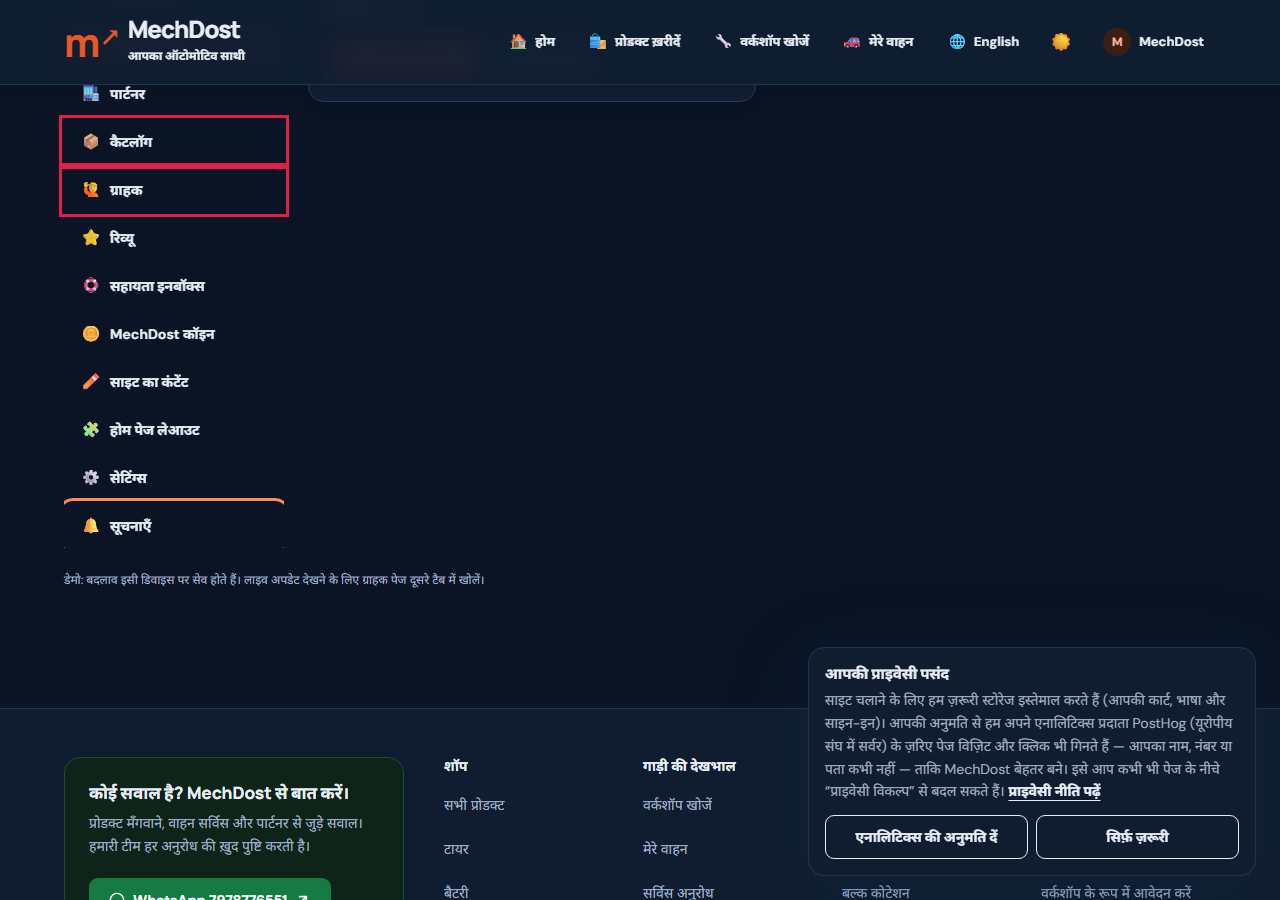 MechDost
आपका ऑटोमोटिव साथी
होम
प्रोडक्ट ख़रीदें
वर्कशॉप खोजें
मेरे वाहन
English
M
MechDost
पार्टनर
कैटलॉग
ग्राहक
रिव्यू
सहायता इनबॉक्स
MechDost कॉइन
साइट का कंटेंट
होम पेज लेआउट
सेटिंग्स
सूचनाएँ
डेमो: बदलाव इसी डिवाइस पर सेव होते हैं। लाइव अपडेट देखने के लिए ग्राहक पेज दूसरे टैब में खोलें।
आपकी प्राइवेसी पसंद
साइट चलाने के लिए हम ज़रूरी स्टोरेज इस्तेमाल करते हैं (आपकी कार्ट, भाषा और
साइन-इन)। आपकी अनुमति से हम अपने एनालिटिक्स प्रदाता PostHog (यूरोपीय
संघ में सर्वर) के ज़रिए पेज विज़िट और क्लिक भी गिनते हैं — आपका नाम, नंबर या
पता कभी नहीं — ताकि MechDost बेहतर बने। इसे आप कभी भी पेज के नीचे
“प्राइवेसी विकल्प” से बदल सकते हैं। प्राइवेसी नीति पढ़ें
एनालिटिक्स की अनुमति दें
सिर्फ़ ज़रूरी
कोई सवाल है? MechDost से बात करें।
प्रोडक्ट मँगवाने, वाहन सर्विस और पार्टनर से जुड़े सवाल।
हमारी टीम हर अनुरोध की ख़ुद पुष्टि करती है।
WhatsApp 7978776551
शॉप
सभी प्रोडक्ट
टायर
बैटरी
गाड़ी की देखभाल
वर्कशॉप खोजें
मेरे वाहन
सर्विस अनुरोध
बल्क कोटेशन
वर्कशॉप के रूप में आवेदन करें